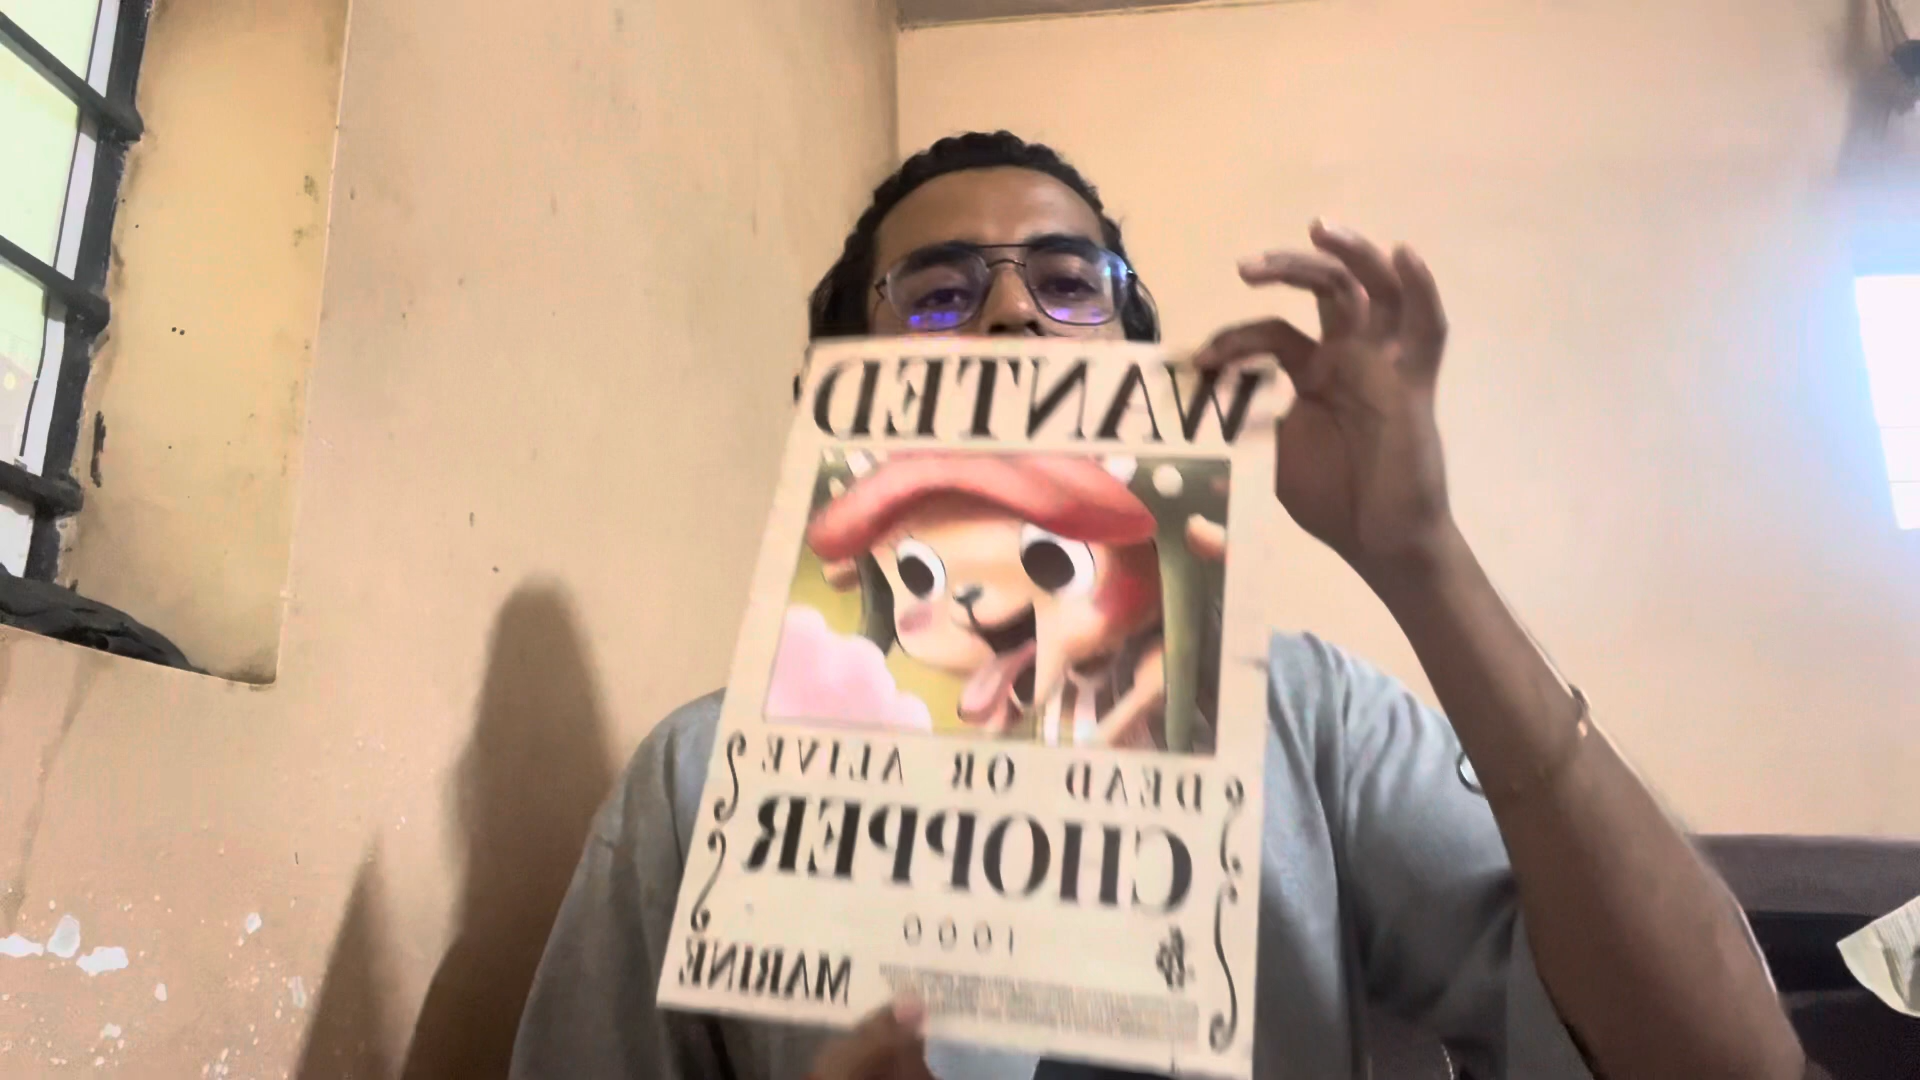 WANTED
DEAD OR ALIVE
CHOPPER
1000
MARINE